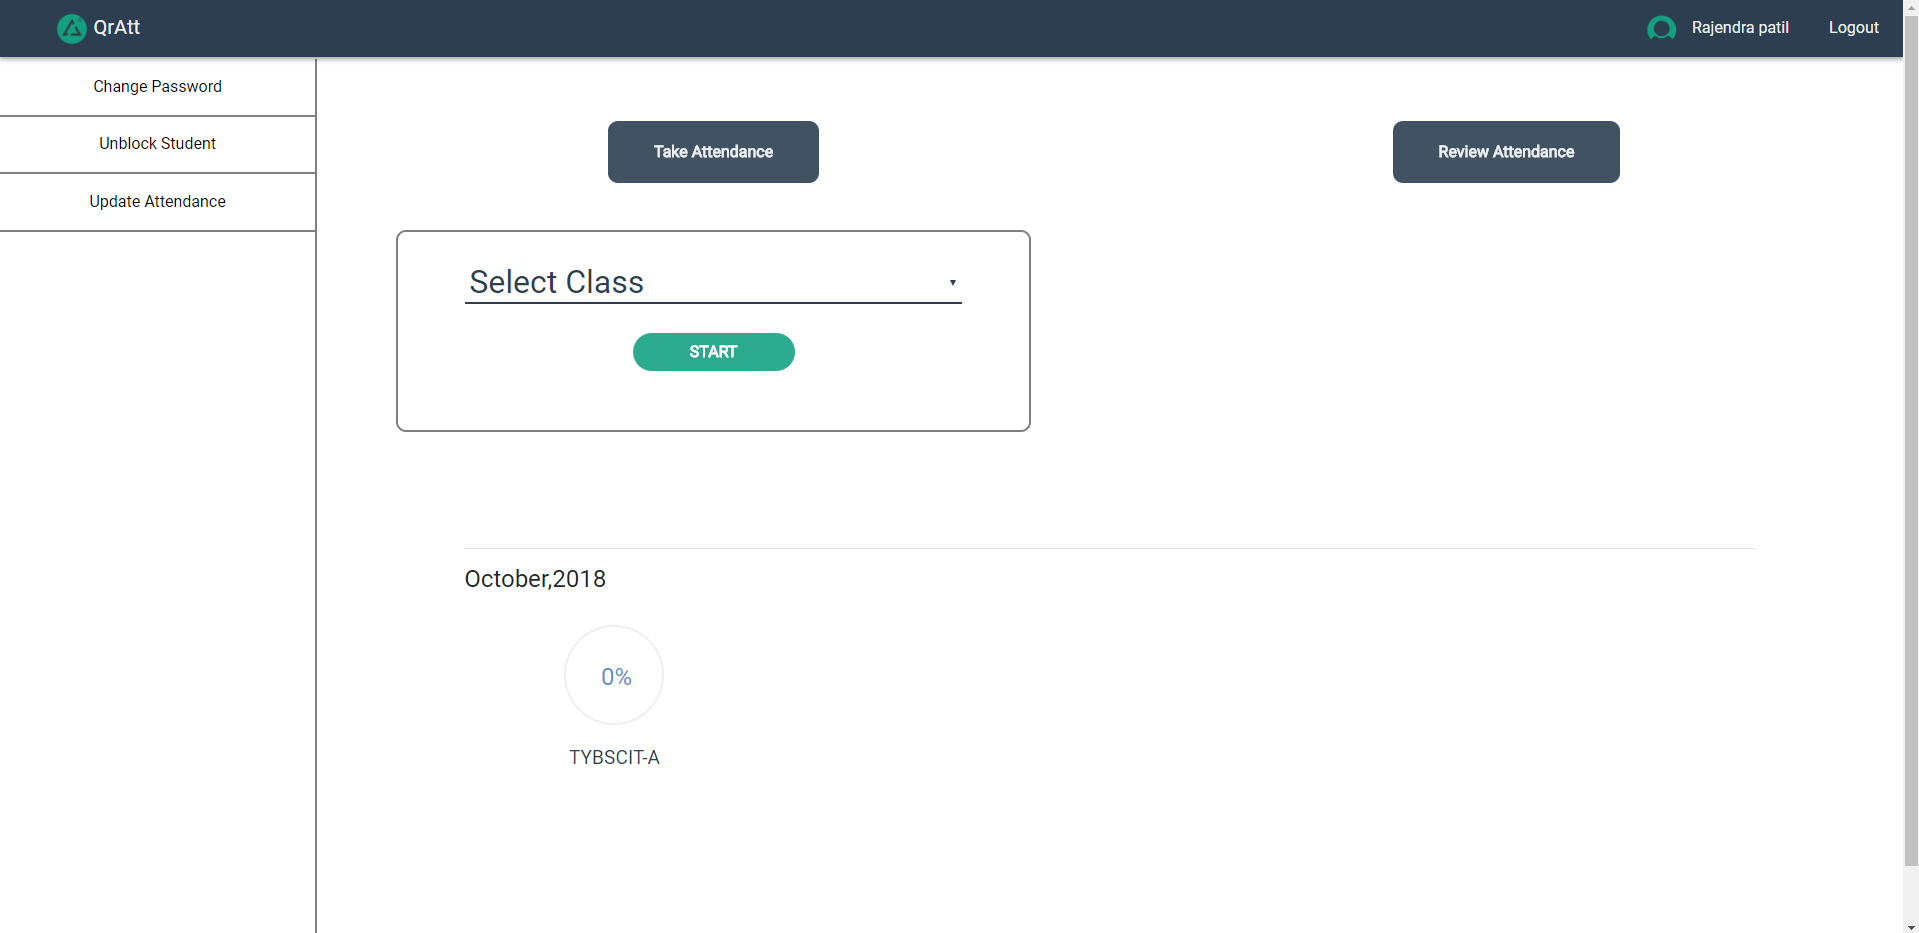 QrAtt
Rajendra patil
Logout
Change Password
Unblock Student
Update Attendance
Take Attendance
Review Attendance
Select Class
START
October,2018
0%
TYBSCIT-A